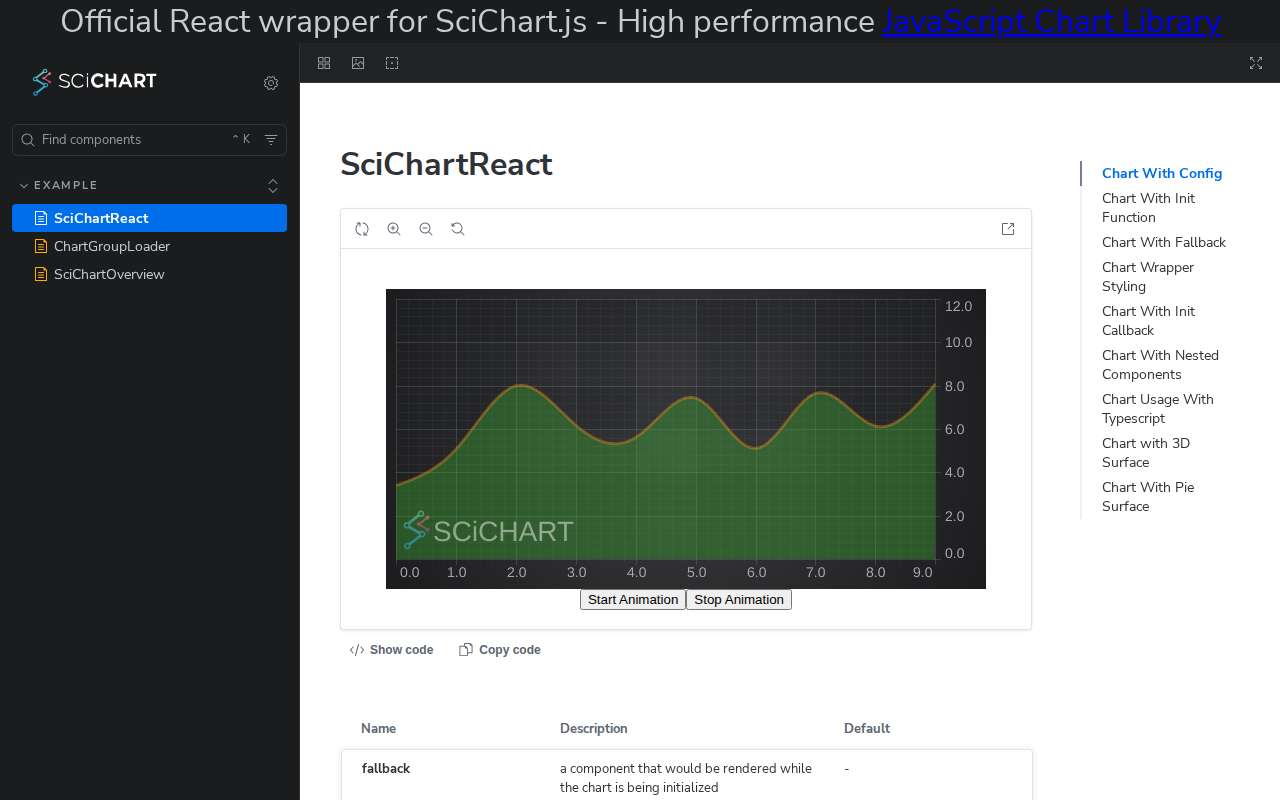 Official React wrapper for SciChart.js - High performance JavaScript Chart Library
SCiCHART
Find components
⌃ K
EXAMPLE
SciChartReact
ChartGroupLoader
SciChartOverview
SciChartReact
12.0
10.0
8.0
6.0
4.0
2.0
0.0
SCiCHART
0.0 1.0 2.0 3.0 4.0 5.0 6.0 7.0 8.0 9.0
Start Animation Stop Animation
Show code Copy code
Name Description Default
fallback a component that would be rendered while -
the chart is being initialized
Chart With Config
Chart With Init
Function
Chart With Fallback
Chart Wrapper
Styling
Chart With Init
Callback
Chart With Nested
Components
Chart Usage With
Typescript
Chart with 3D
Surface
Chart With Pie
Surface